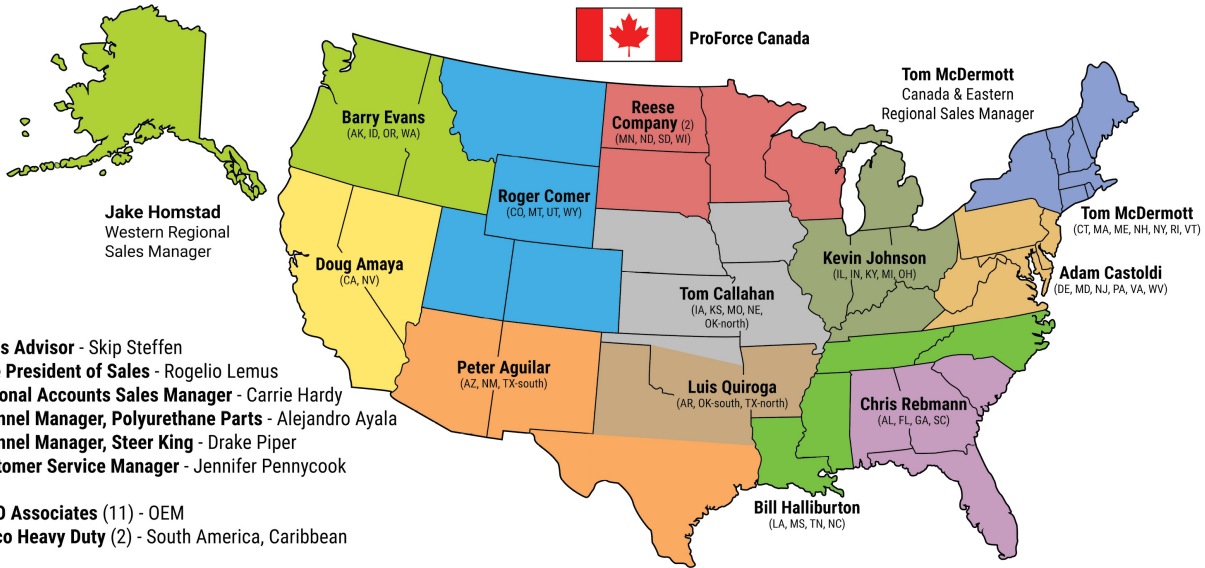 ProForce Canada
Tom McDermott
Canada & Eastern
Regional Sales Manager
Barry Evans
(AK, ID, OR, WA)
Reese
Company (2)
(MN, ND, SD, WI)
Roger Comer
(CO, MT, UT, WY)
Jake Homstad
Western Regional
Sales Manager
Tom McDermott
(CT, MA, ME, NH, NY, RI, VT)
Doug Amaya
(CA, NV)
Kevin Johnson
(IL, IN, KY, MI, OH)
Adam Castoldi
(DE, MD, NJ, PA, VA, WV)
Tom Callahan
(IA, KS, MO, NE,
OK-north)
Peter Aguilar
(AZ, NM, TX-south)
Luis Quiroga
(AR, OK-south, TX-north)
Chris Rebmann
(AL, FL, GA, SC)
Bill Halliburton
(LA, MS, TN, NC)
s Advisor - Skip Steffen
President of Sales - Rogelio Lemus
onal Accounts Sales Manager - Carrie Hardy
nnel Manager, Polyurethane Parts - Alejandro Ayala
nnel Manager, Steer King - Drake Piper
tomer Service Manager - Jennifer Pennycook
Associates (11) - OEM
co Heavy Duty (2) - South America, Caribbean